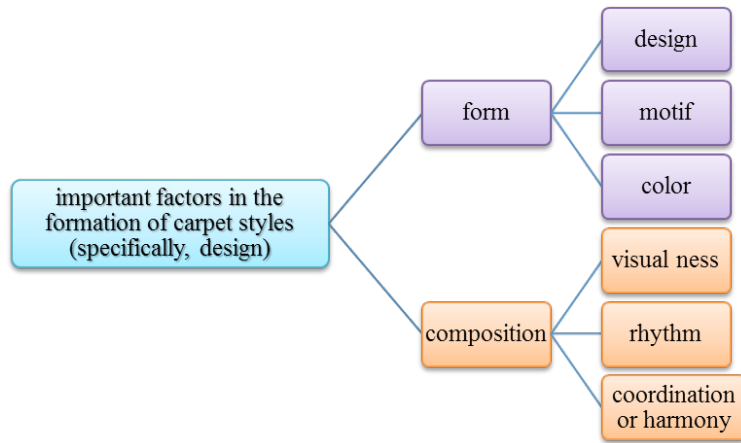 important factors in the
formation of carpet styles
(specifically, design)
form
design
motif
color
composition
visual ness
rhythm
coordination
or harmony